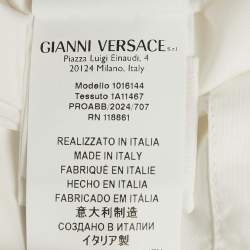 GIANNI VERSACE S.r.l.
Piazza Luigi Einaudi, 4
20124 Milano, Italy
Modello 1016144
Tessuto 1A11467
PROABB/2024/707
RN 118861
REALIZZATO IN ITALIA
MADE IN ITALY
FABRIQUÉ EN ITALIE
HECHO EN ITALIA
FABRICADO EM ITÁLIA
意大利制造
СОЗДАНО В ИТАЛИИ
イタリア製